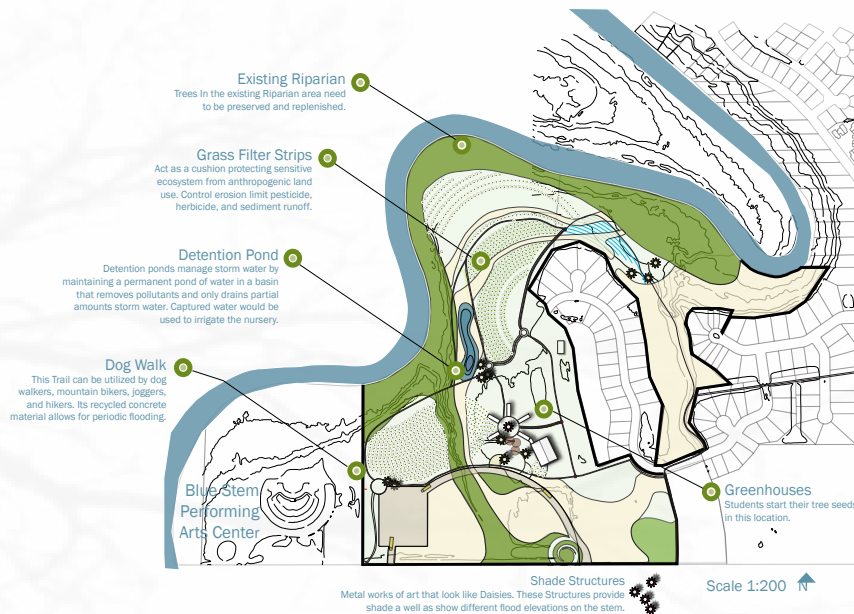 Existing Riparian
Trees In the existing Riparian area need
to be preserved and replenished.
Grass Filter Strips
Act as a cushion protecting sensitive
ecosystem from anthropogenic land
use. Control erosion limit pesticide,
herbicide, and sediment runoff.
Detention Pond
Detention ponds manage storm water by
maintaining a permanent pond of water in a basin
that removes pollutants and only drains partial
amounts storm water. Captured water would be
used to irrigate the nursery.
Dog Walk
This Trail can be utilized by dog
walkers, mountain bikers, joggers,
and hikers. Its recycled concrete
material allows for periodic flooding.
Blue Stem
Performing
Arts Center
Greenhouses
Students start their tree seeds
in this location.
Shade Structures
Metal works of art that look like Daisies. These Structures provide
shade a well as show different flood elevations on the stem.
Scale 1:200
N